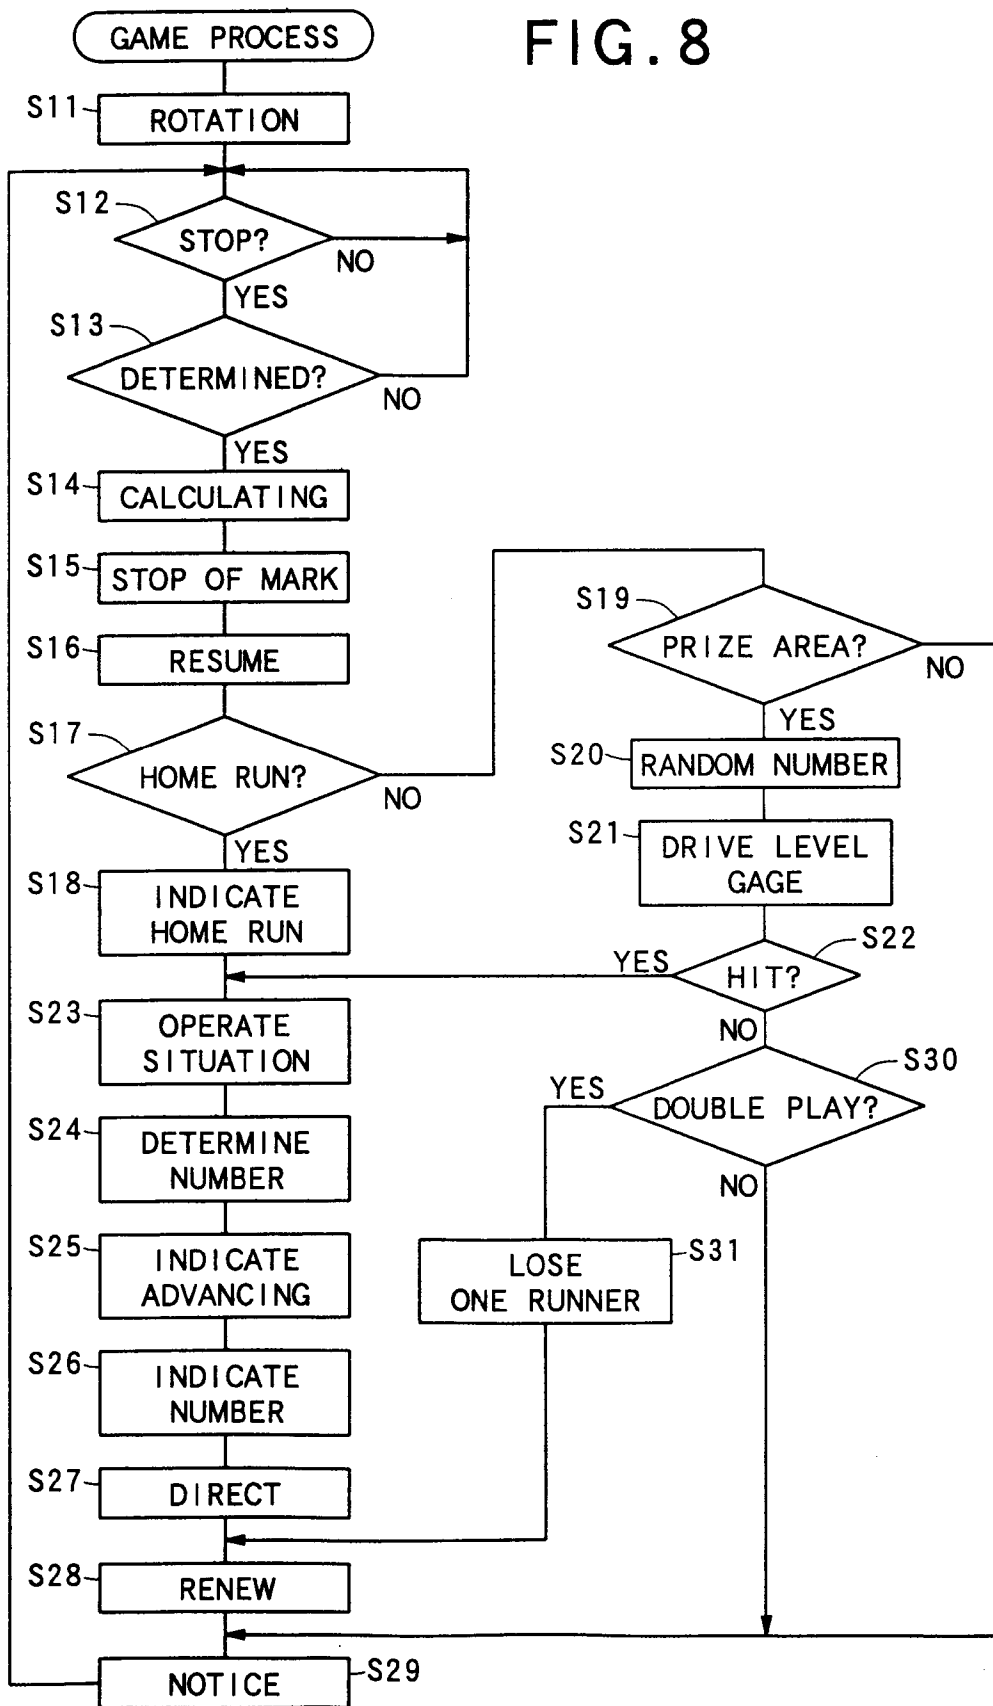 FIG. 8
GAME PROCESS
S11
ROTATION
S12
STOP?
NO
YES
S13
DETERMINED?
NO
YES
S14
CALCULATING
S15
STOP OF MARK
S16
RESUME
S17
HOME RUN?
NO
YES
S18
INDICATE
HOME RUN
S19
PRIZE AREA?
NO
YES
S20
RANDOM NUMBER
S21
DRIVE LEVEL
GAGE
S22
HIT?
YES
NO
S23
OPERATE
SITUATION
S24
DETERMINE
NUMBER
S25
INDICATE
ADVANCING
S26
INDICATE
NUMBER
S27
DIRECT
S30
DOUBLE PLAY?
YES
NO
S31
LOSE
ONE RUNNER
S28
RENEW
S29
NOTICE